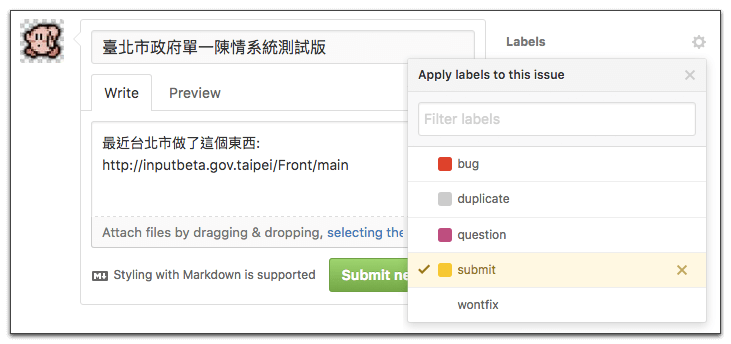 臺北市政府單一陳情系統測試版
Labels
Apply labels to this issue
Write
Preview
Filter labels
最近台北市做了這個東西:
http://inputbeta.gov.taipei/Front/main
bug
duplicate
question
submit
wontfix
Attach files by dragging & dropping, selecting the
Styling with Markdown is supported
Submit ne